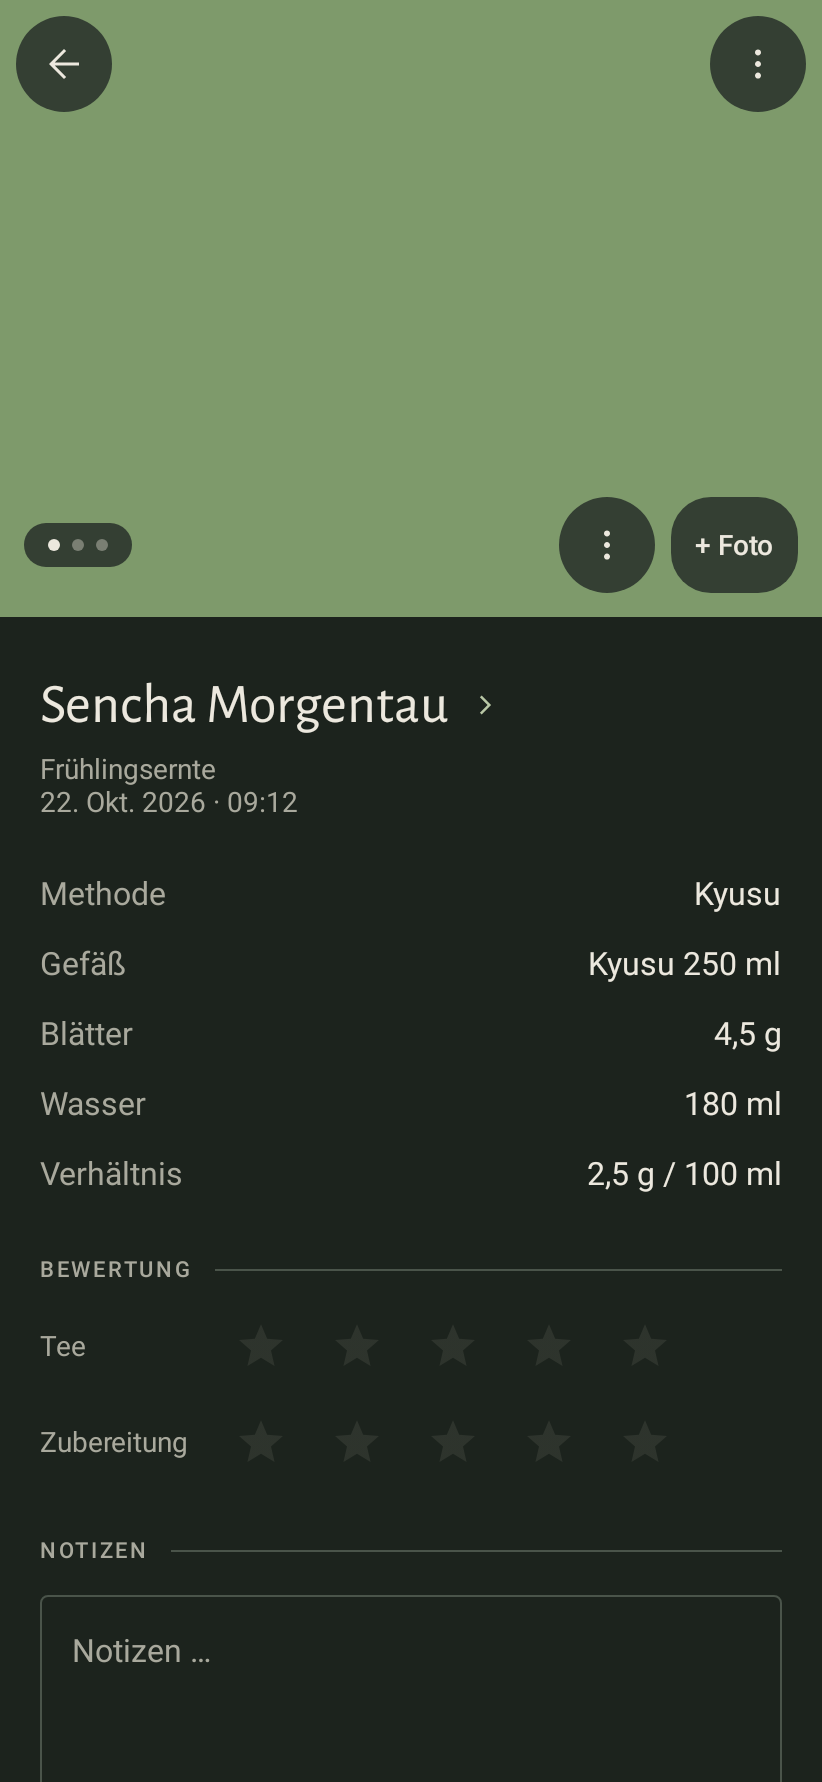 + Foto
Sencha Morgentau
Frühlingsernte
22. Okt. 2026 · 09:12
Methode Kyusu
Gefäß Kyusu 250 ml
Blätter 4,5 g
Wasser 180 ml
Verhältnis 2,5 g / 100 ml
BEWERTUNG
Tee
Zubereitung
NOTIZEN
Notizen …